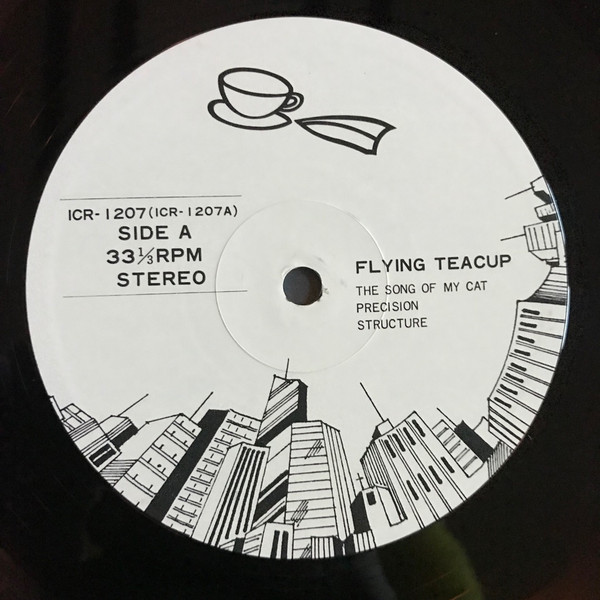 ICR-1207(ICR-1207A)
SIDE A
33⅓RPM
STEREO
FLYING TEACUP
THE SONG OF MY CAT
PRECISION
STRUCTURE